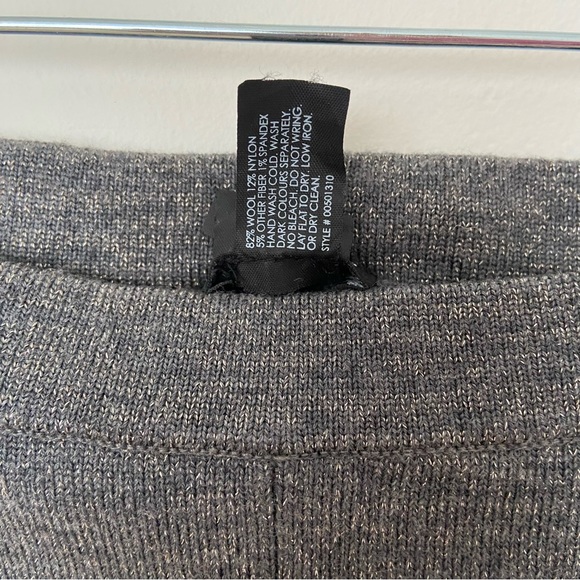 82% WOOL 12% NYLON
5% OTHER FIBER 1% SPANDEX
HAND WASH COLD. WASH
DARK COLOURS SEPARATELY.
NO BLEACH. DO NOT WRING.
LAY FLAT TO DRY. LOW IRON.
OR DRY CLEAN.
STYLE # 00501310